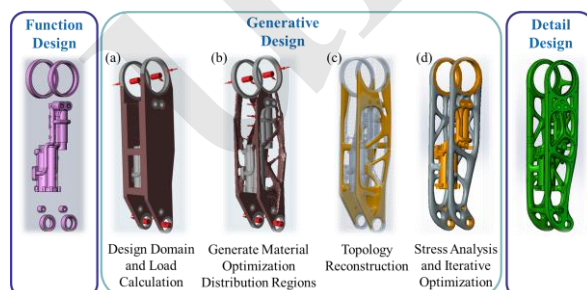 Function Design
Generative Design
Detail Design
(a)
(b)
(c)
(d)
Design Domain
and Load
Calculation
Generate Material
Optimization
Distribution Regions
Topology
Reconstruction
Stress Analysis
and Iterative
Optimization